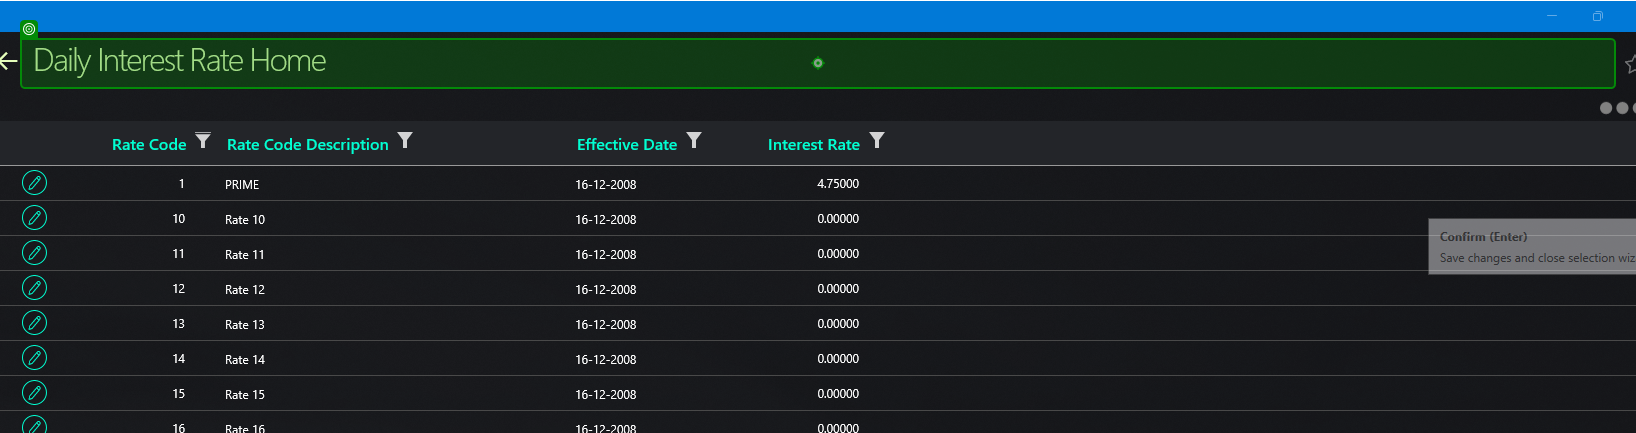 Daily Interest Rate Home
Rate Code Rate Code Description Effective Date Interest Rate
1 PRIME 16-12-2008 4.75000
10 Rate 10 16-12-2008 0.00000
Confirm (Enter)
11 Rate 11 16-12-2008 0.00000
Save changes and close selection wiz
12 Rate 12 16-12-2008 0.00000
13 Rate 13 16-12-2008 0.00000
14 Rate 14 16-12-2008 0.00000
15 Rate 15 16-12-2008 0.00000
16 Rate 16 16-12-2008 0.00000